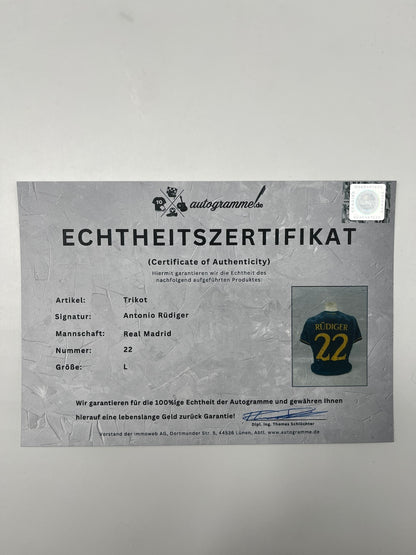 10
autogramme.de
ECHTHEITSZERTIFIKAT
(Certificate of Authenticity)
Hiermit garantieren wir die Echtheit des
nachfolgend aufgeführten Produktes:
Artikel: Trikot
Signatur: Antonio Rüdiger
Mannschaft: Real Madrid
Nummer: 22
Größe: L
RÜDIGER
22
Wir garantieren für die 100%ige Echtheit der Autogramme und gewähren Ihnen
hierauf eine lebenslange Geld zurück Garantie!
Dipl. Ing. Thomas Schlüchter
Vorstand der immoweb AG, Dortmunder Str. 5, 44536 Lünen, Abtl. www.autogramme.de